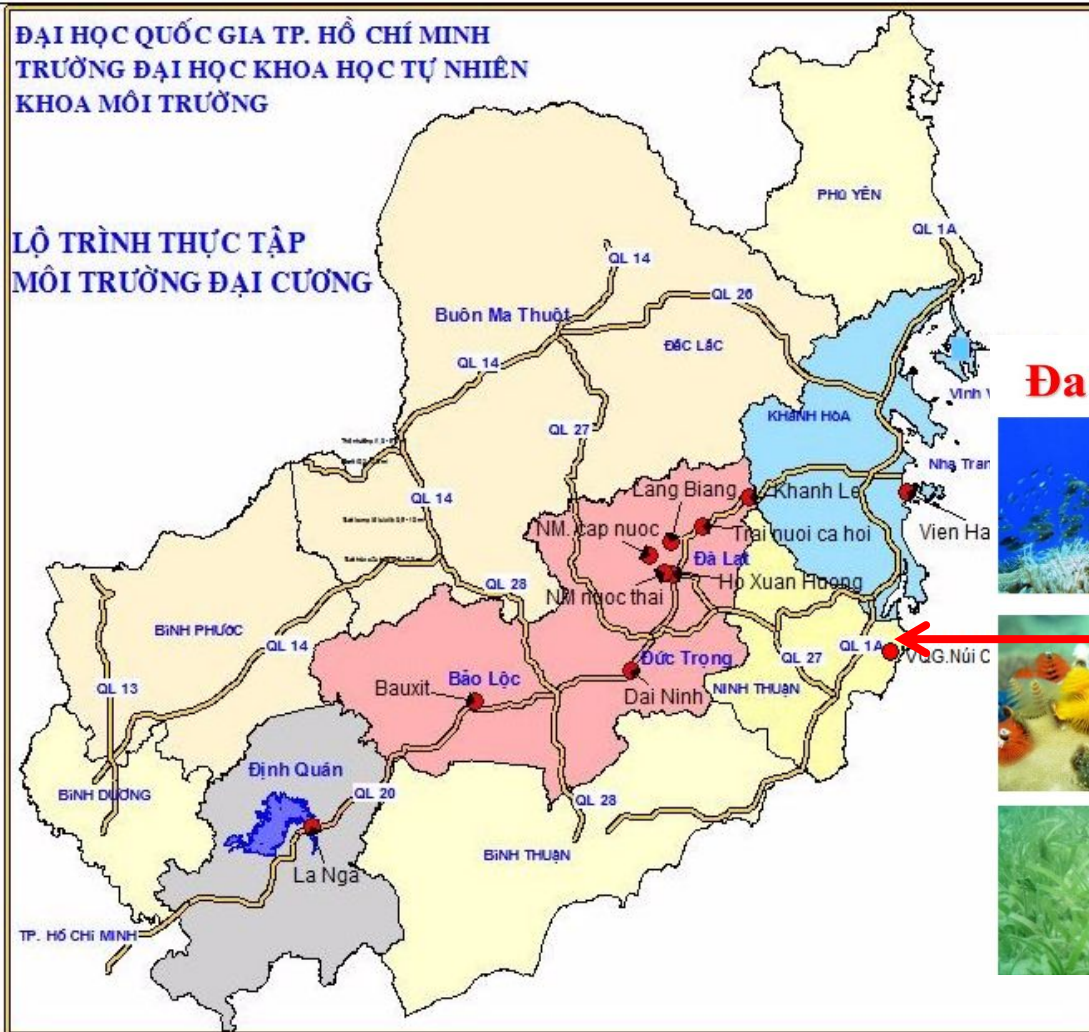 ĐẠI HỌC QUỐC GIA TP. HỒ CHÍ MINH
TRƯỜNG ĐẠI HỌC KHOA HỌC TỰ NHIÊN
KHOA MÔI TRƯỜNG
LỘ TRÌNH THỰC TẬP
MÔI TRƯỜNG ĐẠI CƯƠNG
PHú YÊN
QL 1A
QL 14
QL 26
Buôn Ma Thuột
ĐắC LắC
QL 14
Đa
Vinh V
KHáNH HòA
QL 27
Nha Tran
Lang Biang
Khanh Le
QL 14
NM. cap nuoc
Trai nuoi ca hoi
Vien Ha
Đà Lạt
NM nuoc thai
Ho Xuan Huong
QL 28
BìNH PHƯớC
QL 14
QL 1A
VQG.Núi C
Đức Trọng
QL 27
QL 13
Bảo Lộc
Bauxit
Dai Ninh
NINH THUậN
Định Quán
BìNH DƯƠNG
QL 20
QL 28
BìNH THUậN
La Nga
TP. Hồ CHí MINH